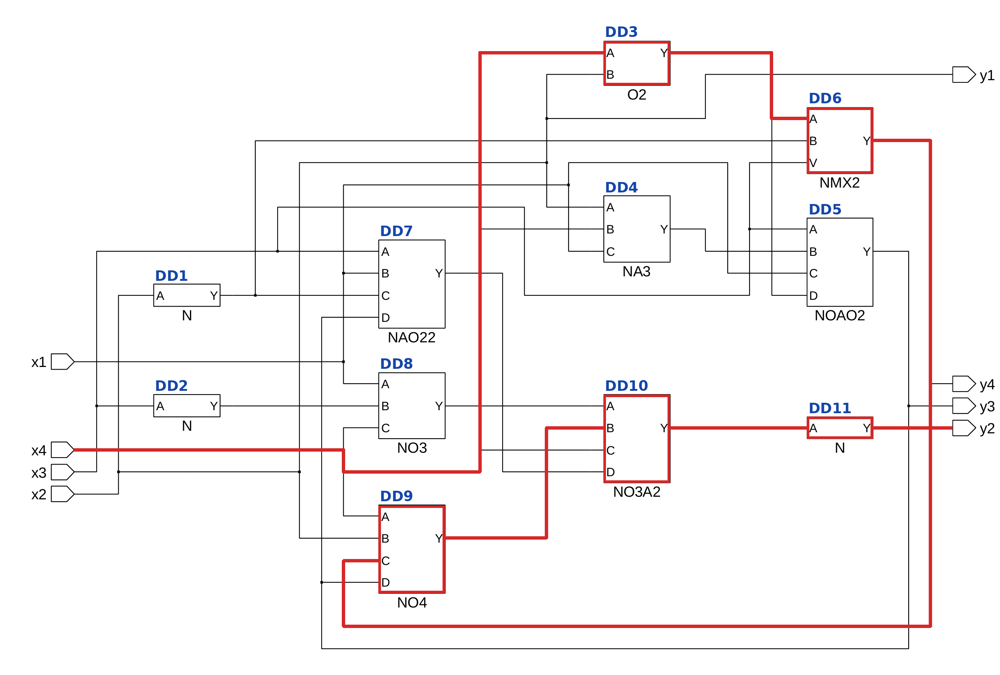 DD3
A Y
B
O2
y1
DD6
A
B Y
V
NMX2
DD4
A
B Y
C
NA3
DD5
A
B Y
C
D
NOAO2
DD7
A
B Y
C
D
NAO22
DD1
A Y
N
x1
DD8
A
B Y
C
NO3
DD2
A Y
N
DD10
A
B Y
C
D
NO3A2
DD11
A Y
N
y4
y3
y2
x4
x3
x2
DD9
A
B Y
C
D
NO4